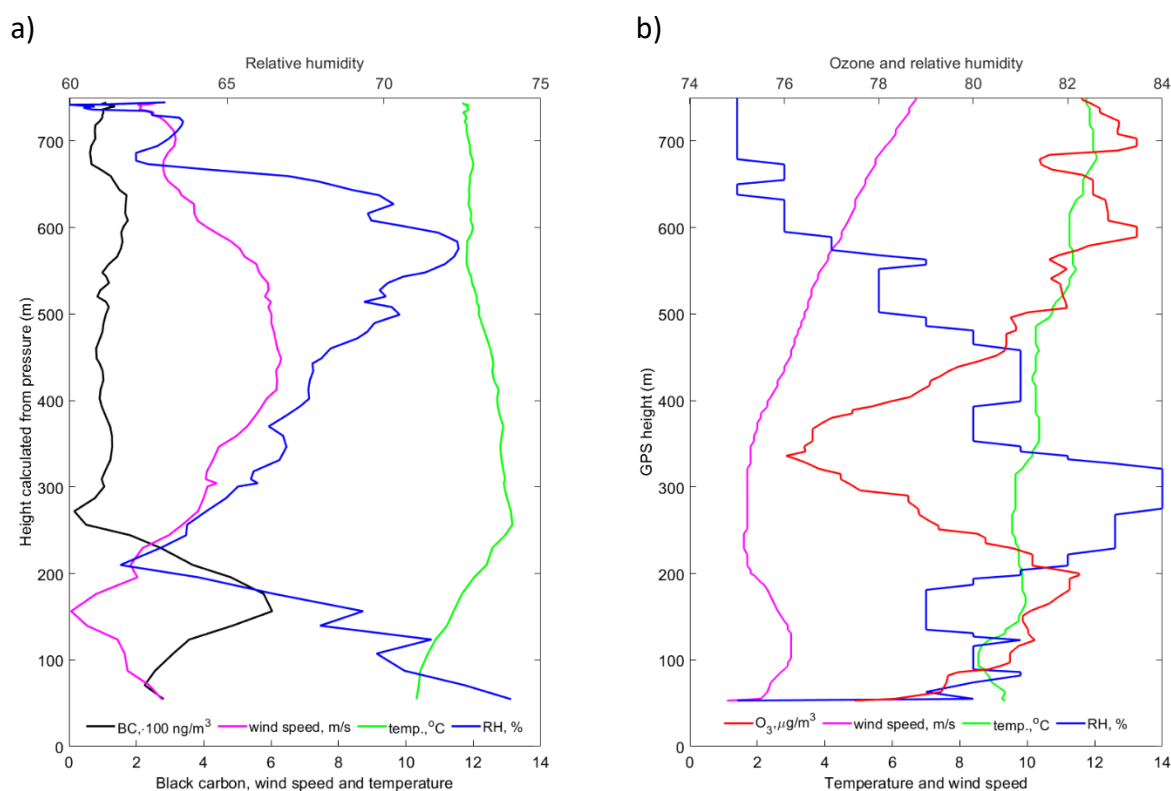 a)
Relative humidity
60 65 70 75
700
600
500
400
300
200
100
0
Height calculated from pressure (m)
BC,·100 ng/m³ wind speed, m/s temp.,°C RH, %
0 2 4 6 8 10 12 14
Black carbon, wind speed and temperature
b)
Ozone and relative humidity
74 76 78 80 82 84
700
600
500
400
300
200
100
0
GPS height (m)
O₃,μg/m³ wind speed, m/s temp.,°C RH, %
0 2 4 6 8 10 12 14
Temperature and wind speed